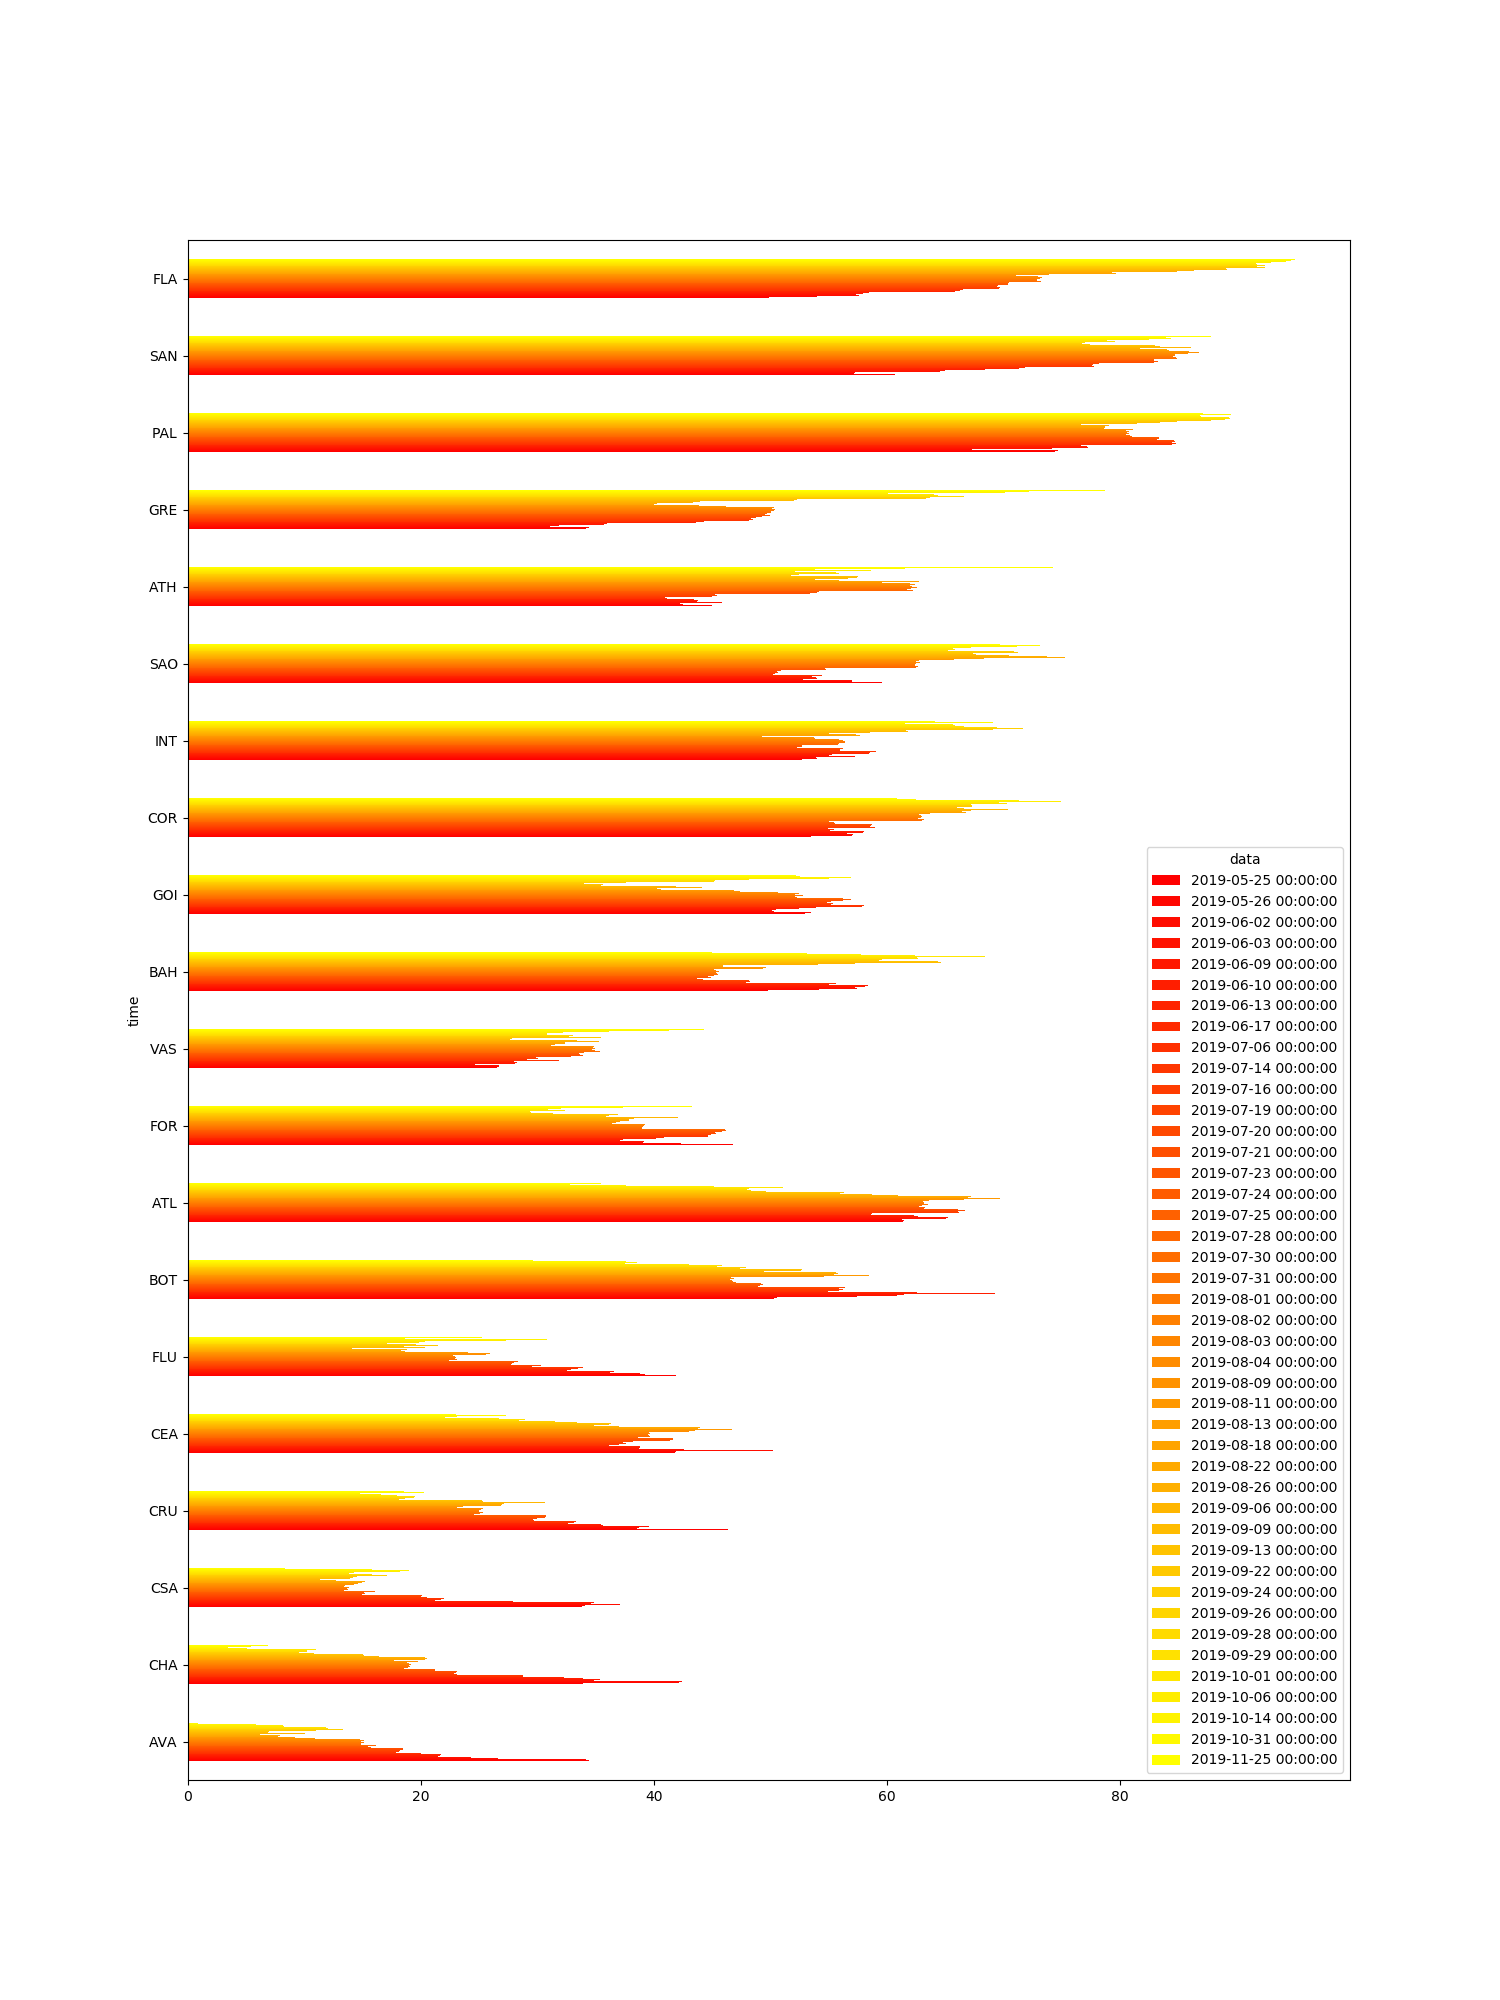 FLA
SAN
PAL
GRE
ATH
SAO
INT
COR
GOI
BAH
VAS
FOR
ATL
BOT
FLU
CEA
CRU
CSA
CHA
AVA
time
0 20 40 60 80
data
2019-05-25 00:00:00
2019-05-26 00:00:00
2019-06-02 00:00:00
2019-06-03 00:00:00
2019-06-09 00:00:00
2019-06-10 00:00:00
2019-06-13 00:00:00
2019-06-17 00:00:00
2019-07-06 00:00:00
2019-07-14 00:00:00
2019-07-16 00:00:00
2019-07-19 00:00:00
2019-07-20 00:00:00
2019-07-21 00:00:00
2019-07-23 00:00:00
2019-07-24 00:00:00
2019-07-25 00:00:00
2019-07-28 00:00:00
2019-07-30 00:00:00
2019-07-31 00:00:00
2019-08-01 00:00:00
2019-08-02 00:00:00
2019-08-03 00:00:00
2019-08-04 00:00:00
2019-08-09 00:00:00
2019-08-11 00:00:00
2019-08-13 00:00:00
2019-08-18 00:00:00
2019-08-22 00:00:00
2019-08-26 00:00:00
2019-09-06 00:00:00
2019-09-09 00:00:00
2019-09-13 00:00:00
2019-09-22 00:00:00
2019-09-24 00:00:00
2019-09-26 00:00:00
2019-09-28 00:00:00
2019-09-29 00:00:00
2019-10-01 00:00:00
2019-10-06 00:00:00
2019-10-14 00:00:00
2019-10-31 00:00:00
2019-11-25 00:00:00